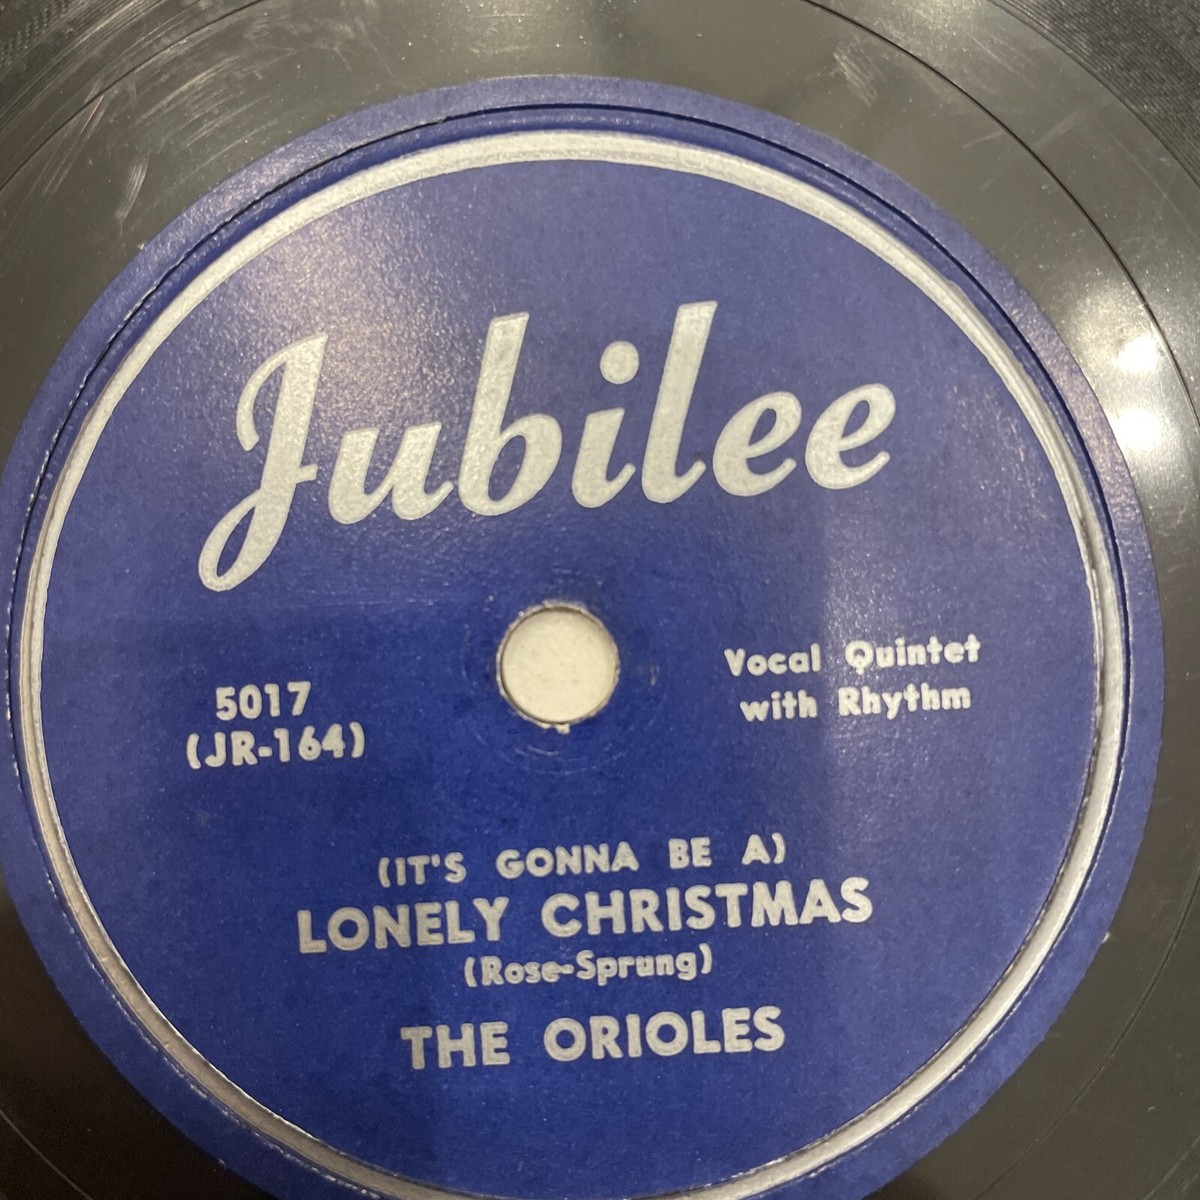 Jubilee
5017
(JR-164)
Vocal Quintet
with Rhythm
(IT'S GONNA BE A)
LONELY CHRISTMAS
(Rose-Sprung)
THE ORIOLES